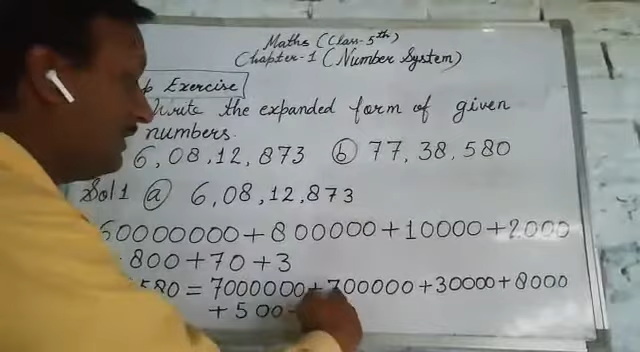 Maths (Class-5th)
Chapter-1 (Number System)
Exercise
Write the expanded form of given
numbers.
6,08,12,873 (b) 77,38,580
Sol 1 (a) 6,08,12,873
60000000+800000+10000+2000
800+70+3
580 = 7000000+700000+30000+8000
+500